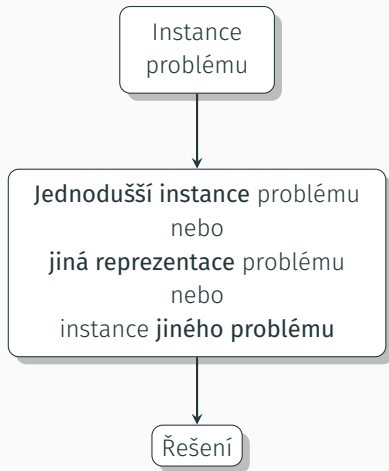 Instance
problému
Jednodušší instance problému
nebo
jiná reprezentace problému
nebo
instance jiného problému
Řešení